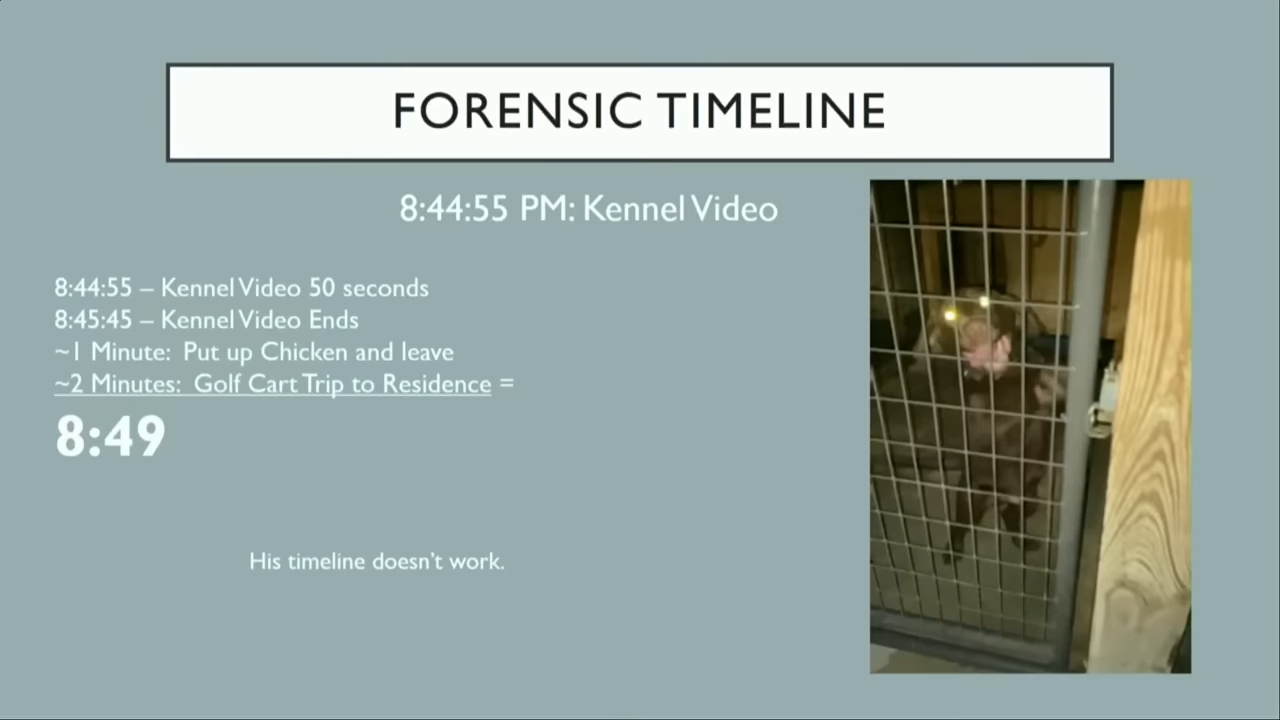 FORENSIC TIMELINE
8:44:55 PM: Kennel Video
8:44:55 – Kennel Video 50 seconds
8:45:45 – Kennel Video Ends
~1 Minute: Put up Chicken and leave
~2 Minutes: Golf Cart Trip to Residence =
8:49
His timeline doesn't work.